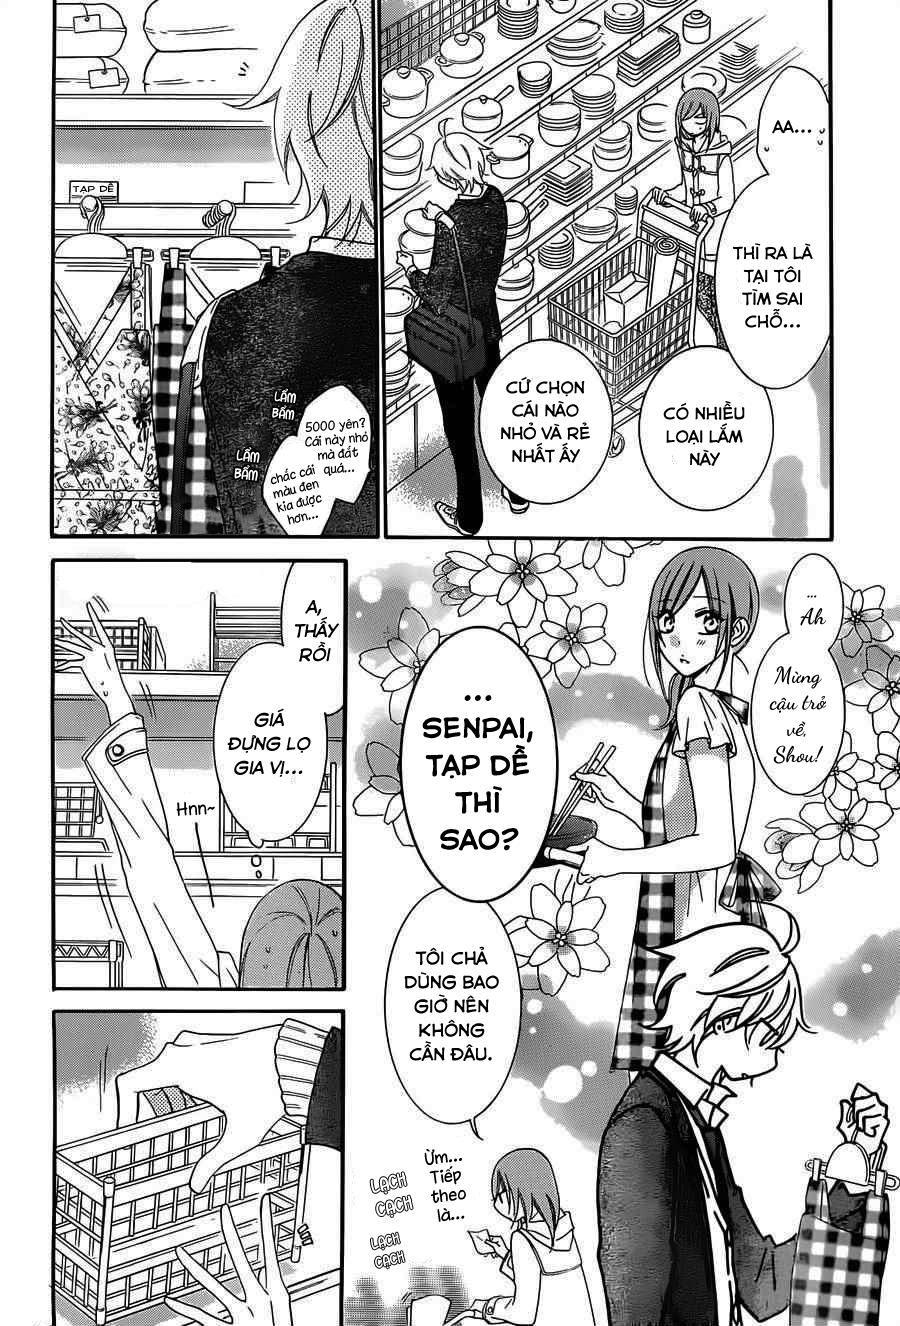 AA...
THÌ RA LÀ
TẠI TÔI
TÌM SAI
CHỖ...
CÓ NHIỀU
LOẠI LẮM
NÀY
CỨ CHỌN
CÁI NÀO
NHỎ VÀ RẺ
NHẤT ẤY
TẠP DỀ
LẨM
BẨM
5000 yên?
Cái này nhỏ
mà đắt
quá...
LẨM
BẨM
chắc cái
màu đen
kia được
hơn...
...
Ah
Mừng
cậu trở
về,
Shou!
...
SENPAI,
TẠP DỀ
THÌ
SAO?
TÔI CHẢ
DÙNG BAO
GIỜ NÊN
KHÔNG
CẦN ĐÂU.
Ừm...
Tiếp
theo
là...
LẠCH
CẠCH
LẠCH
CẠCH
A,
THẤY
RỒI
GIÁ
ĐỰNG LỌ
GIA VỊ...
Hnn~